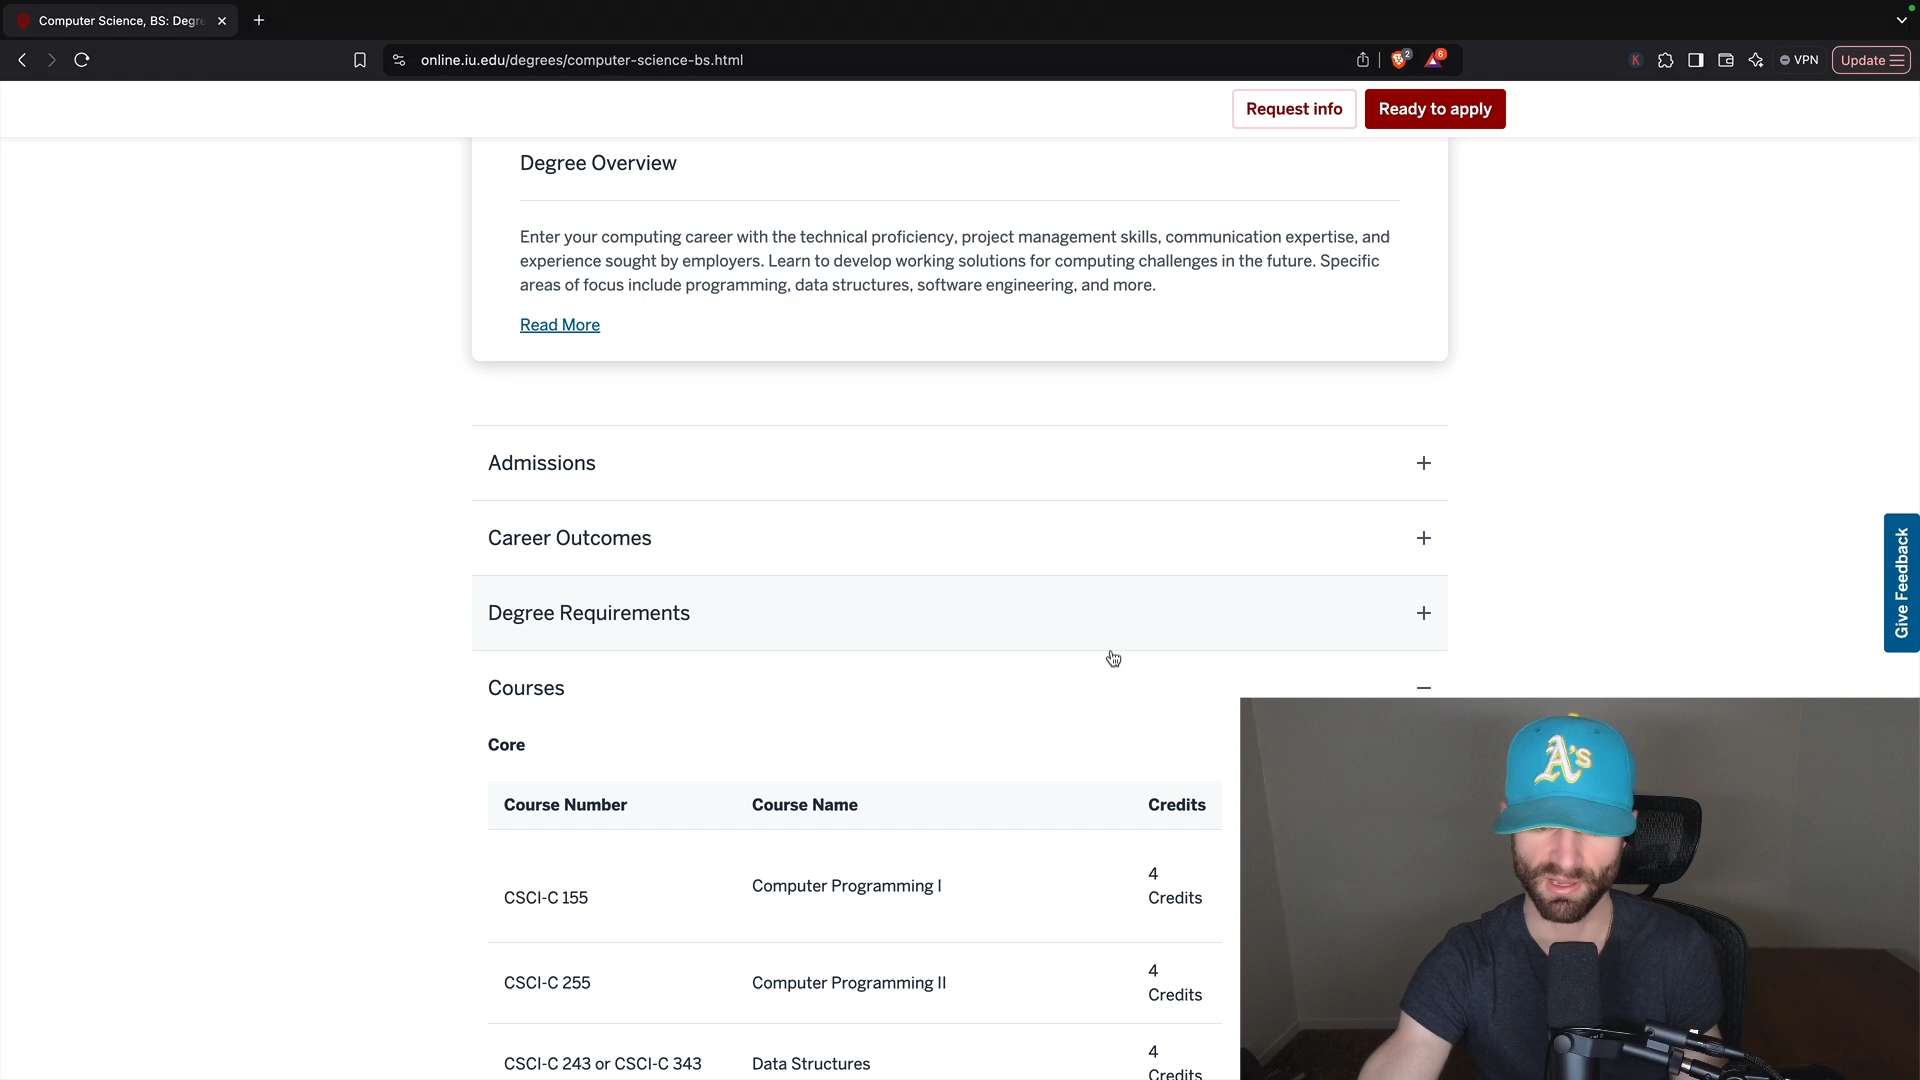 Computer Science, BS: Degre
online.iu.edu/degrees/computer-science-bs.html
2
6
K
VPN
Update
Request info
Ready to apply
Degree Overview
Enter your computing career with the technical proficiency, project management skills, communication expertise, and
experience sought by employers. Learn to develop working solutions for computing challenges in the future. Specific
areas of focus include programming, data structures, software engineering, and more.
Read More
Admissions
Career Outcomes
Degree Requirements
Give Feedback
Courses
Core
Course Number Course Name Credits
CSCI-C 155 Computer Programming I 4 Credits
CSCI-C 255 Computer Programming II 4 Credits
CSCI-C 243 or CSCI-C 343 Data Structures 4 Credits
A's